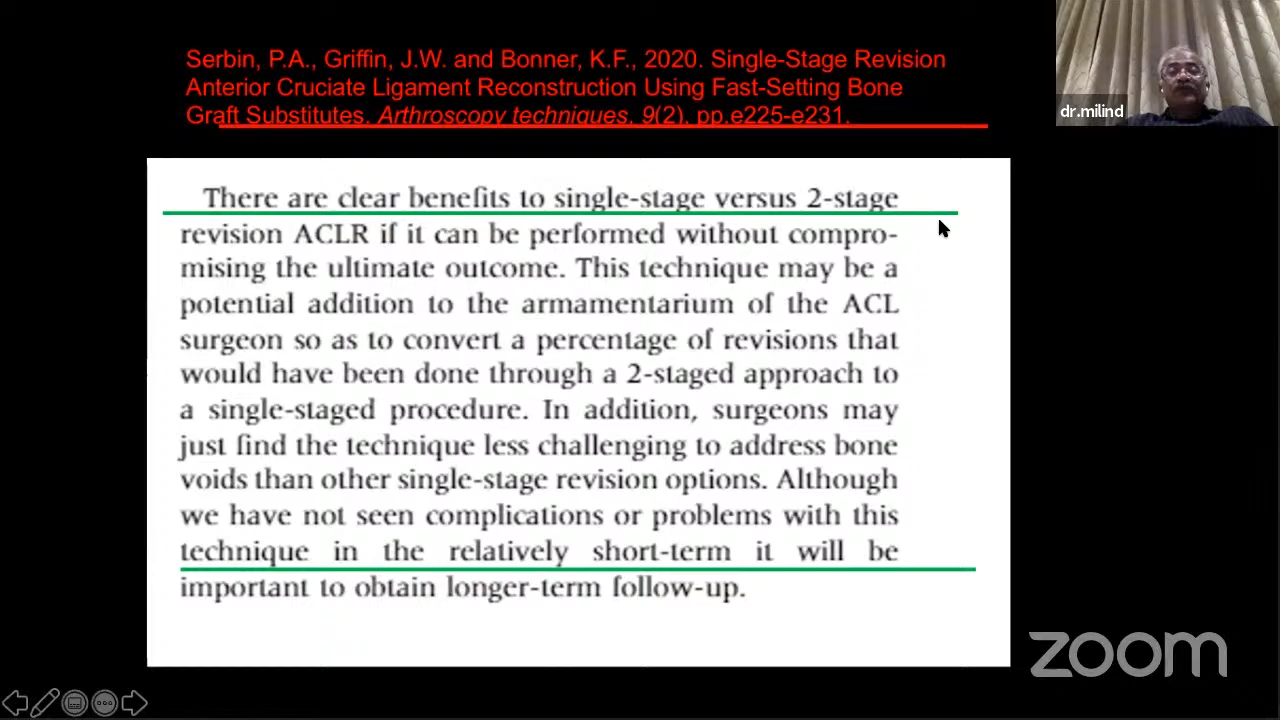 Serbin, P.A., Griffin, J.W. and Bonner, K.F., 2020. Single-Stage Revision
Anterior Cruciate Ligament Reconstruction Using Fast-Setting Bone
Graft Substitutes. Arthroscopy techniques, 9(2), pp.e225-e231.
dr.milind
There are clear benefits to single-stage versus 2-stage
revision ACLR if it can be performed without compro-
mising the ultimate outcome. This technique may be a
potential addition to the armamentarium of the ACL
surgeon so as to convert a percentage of revisions that
would have been done through a 2-staged approach to
a single-staged procedure. In addition, surgeons may
just find the technique less challenging to address bone
voids than other single-stage revision options. Although
we have not seen complications or problems with this
technique in the relatively short-term it will be
important to obtain longer-term follow-up.
zoom